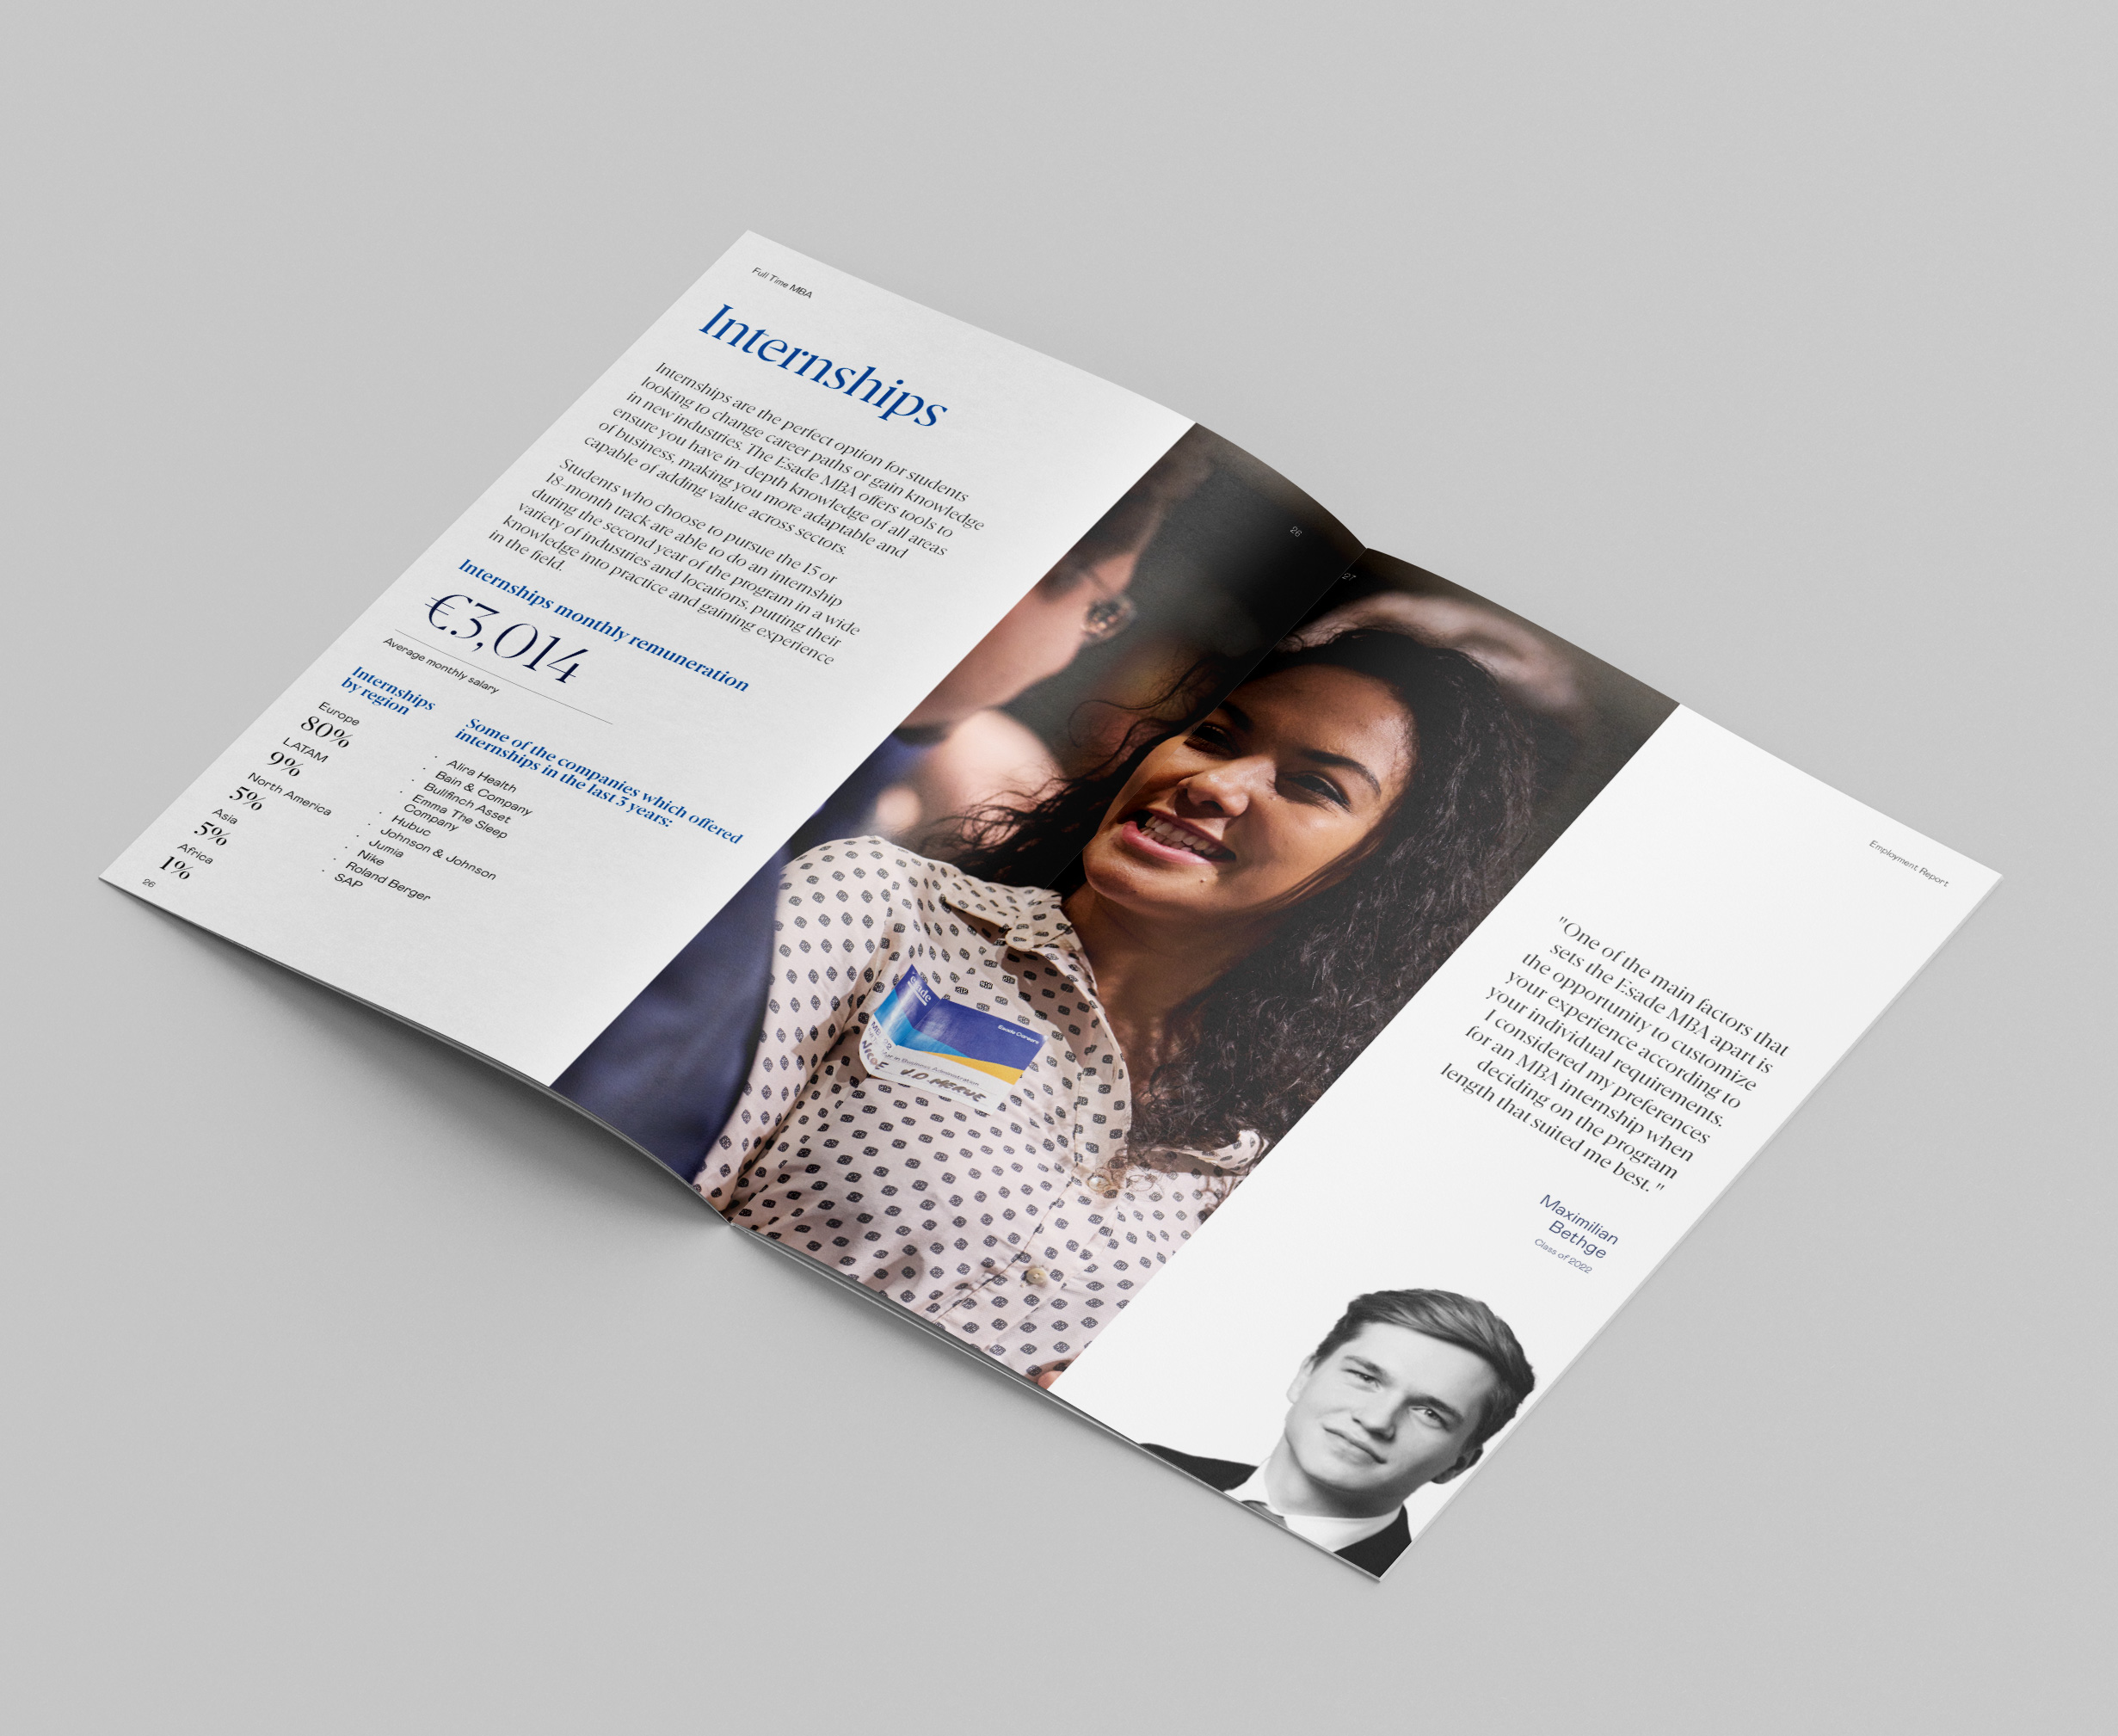 Full Time MBA
Internships
Internships are the perfect option for students
looking to change career paths or gain knowledge
in new industries. The Esade MBA offers tools to
ensure you have in-depth knowledge of all areas
of business, making you more adaptable and
capable of adding value across sectors.
Students who choose to pursue the 15 or
18-month track are able to do an internship
during the second year of the program in a wide
variety of industries and locations, putting their
knowledge into practice and gaining experience
in the field.
Internships monthly remuneration
€3,014
Average monthly salary
Internships
by region
Europe
80%
LATAM
9%
North America
5%
Asia
5%
Africa
1%
Some of the companies which offered
internships in the last 3 years:
· Alira Health
· Bain & Company
· Bullfinch Asset
· Emma The Sleep
Company
· Hubuc
· Johnson & Johnson
· Jumia
· Nike
· Roland Berger
· SAP
26
26
27
esade
Esade Careers
in Business Administration
NICOLE
Employment Report
"One of the main factors that
sets the Esade MBA apart is
the opportunity to customize
your experience according to
your individual requirements.
I considered my preferences
for an MBA internship when
deciding on the program
length that suited me best."
Maximilian
Bethge
Class of 2022